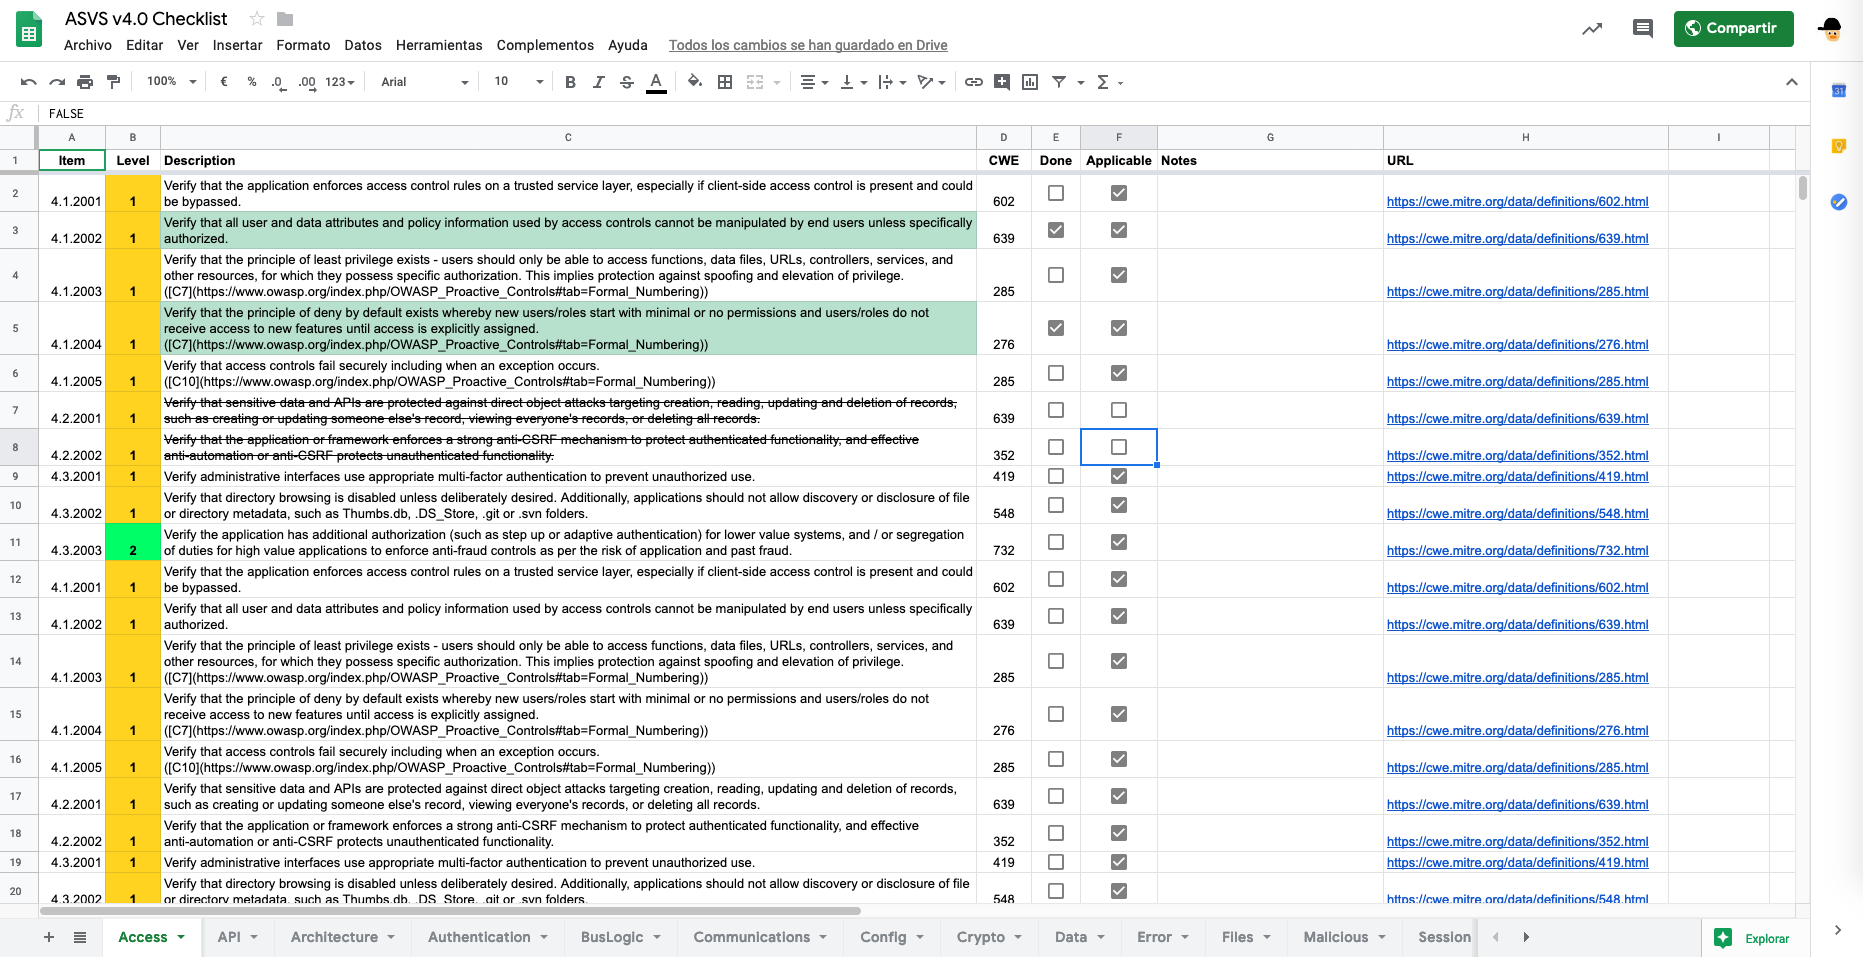 ASVS v4.0 Checklist
Archivo Editar Ver Insertar Formato Datos Herramientas Complementos Ayuda Todos los cambios se han guardado en Drive
Compartir
100% € % .0 .00 123 Arial 10 B I S A
fx FALSE
A B C D E F G H I
1 Item Level Description CWE Done Applicable Notes URL
2 4.1.2001 1 Verify that the application enforces access control rules on a trusted service layer, especially if client-side access control is present and could
be bypassed. 602 https://cwe.mitre.org/data/definitions/602.html
3 4.1.2002 1 Verify that all user and data attributes and policy information used by access controls cannot be manipulated by end users unless specifically
authorized. 639 https://cwe.mitre.org/data/definitions/639.html
4 4.1.2003 1 Verify that the principle of least privilege exists - users should only be able to access functions, data files, URLs, controllers, services, and
other resources, for which they possess specific authorization. This implies protection against spoofing and elevation of privilege.
([C7](https://www.owasp.org/index.php/OWASP_Proactive_Controls#tab=Formal_Numbering)) 285 https://cwe.mitre.org/data/definitions/285.html
5 4.1.2004 1 Verify that the principle of deny by default exists whereby new users/roles start with minimal or no permissions and users/roles do not
receive access to new features until access is explicitly assigned.
([C7](https://www.owasp.org/index.php/OWASP_Proactive_Controls#tab=Formal_Numbering)) 276 https://cwe.mitre.org/data/definitions/276.html
6 4.1.2005 1 Verify that access controls fail securely including when an exception occurs.
([C10](https://www.owasp.org/index.php/OWASP_Proactive_Controls#tab=Formal_Numbering)) 285 https://cwe.mitre.org/data/definitions/285.html
7 4.2.2001 1 Verify that sensitive data and APIs are protected against direct object attacks targeting creation, reading, updating and deletion of records,
such as creating or updating someone else's record, viewing everyone's records, or deleting all records. 639 https://cwe.mitre.org/data/definitions/639.html
8 4.2.2002 1 Verify that the application or framework enforces a strong anti-CSRF mechanism to protect authenticated functionality, and effective
anti-automation or anti-CSRF protects unauthenticated functionality. 352 https://cwe.mitre.org/data/definitions/352.html
9 4.3.2001 1 Verify administrative interfaces use appropriate multi-factor authentication to prevent unauthorized use. 419 https://cwe.mitre.org/data/definitions/419.html
10 4.3.2002 1 Verify that directory browsing is disabled unless deliberately desired. Additionally, applications should not allow discovery or disclosure of file
or directory metadata, such as Thumbs.db, .DS_Store, .git or .svn folders. 548 https://cwe.mitre.org/data/definitions/548.html
11 4.3.2003 2 Verify the application has additional authorization (such as step up or adaptive authentication) for lower value systems, and / or segregation
of duties for high value applications to enforce anti-fraud controls as per the risk of application and past fraud. 732 https://cwe.mitre.org/data/definitions/732.html
12 4.1.2001 1 Verify that the application enforces access control rules on a trusted service layer, especially if client-side access control is present and could
be bypassed. 602 https://cwe.mitre.org/data/definitions/602.html
13 4.1.2002 1 Verify that all user and data attributes and policy information used by access controls cannot be manipulated by end users unless specifically
authorized. 639 https://cwe.mitre.org/data/definitions/639.html
14 4.1.2003 1 Verify that the principle of least privilege exists - users should only be able to access functions, data files, URLs, controllers, services, and
other resources, for which they possess specific authorization. This implies protection against spoofing and elevation of privilege.
([C7](https://www.owasp.org/index.php/OWASP_Proactive_Controls#tab=Formal_Numbering)) 285 https://cwe.mitre.org/data/definitions/285.html
15 4.1.2004 1 Verify that the principle of deny by default exists whereby new users/roles start with minimal or no permissions and users/roles do not
receive access to new features until access is explicitly assigned.
([C7](https://www.owasp.org/index.php/OWASP_Proactive_Controls#tab=Formal_Numbering)) 276 https://cwe.mitre.org/data/definitions/276.html
16 4.1.2005 1 Verify that access controls fail securely including when an exception occurs.
([C10](https://www.owasp.org/index.php/OWASP_Proactive_Controls#tab=Formal_Numbering)) 285 https://cwe.mitre.org/data/definitions/285.html
17 4.2.2001 1 Verify that sensitive data and APIs are protected against direct object attacks targeting creation, reading, updating and deletion of records,
such as creating or updating someone else's record, viewing everyone's records, or deleting all records. 639 https://cwe.mitre.org/data/definitions/639.html
18 4.2.2002 1 Verify that the application or framework enforces a strong anti-CSRF mechanism to protect authenticated functionality, and effective
anti-automation or anti-CSRF protects unauthenticated functionality. 352 https://cwe.mitre.org/data/definitions/352.html
19 4.3.2001 1 Verify administrative interfaces use appropriate multi-factor authentication to prevent unauthorized use. 419 https://cwe.mitre.org/data/definitions/419.html
20 4.3.2002 1 Verify that directory browsing is disabled unless deliberately desired. Additionally, applications should not allow discovery or disclosure of file
or directory metadata, such as Thumbs.db, .DS_Store, .git or .svn folders. 548 https://cwe.mitre.org/data/definitions/548.html
Access API Architecture Authentication BusLogic Communications Config Crypto Data Error Files Malicious Session Explorar
31